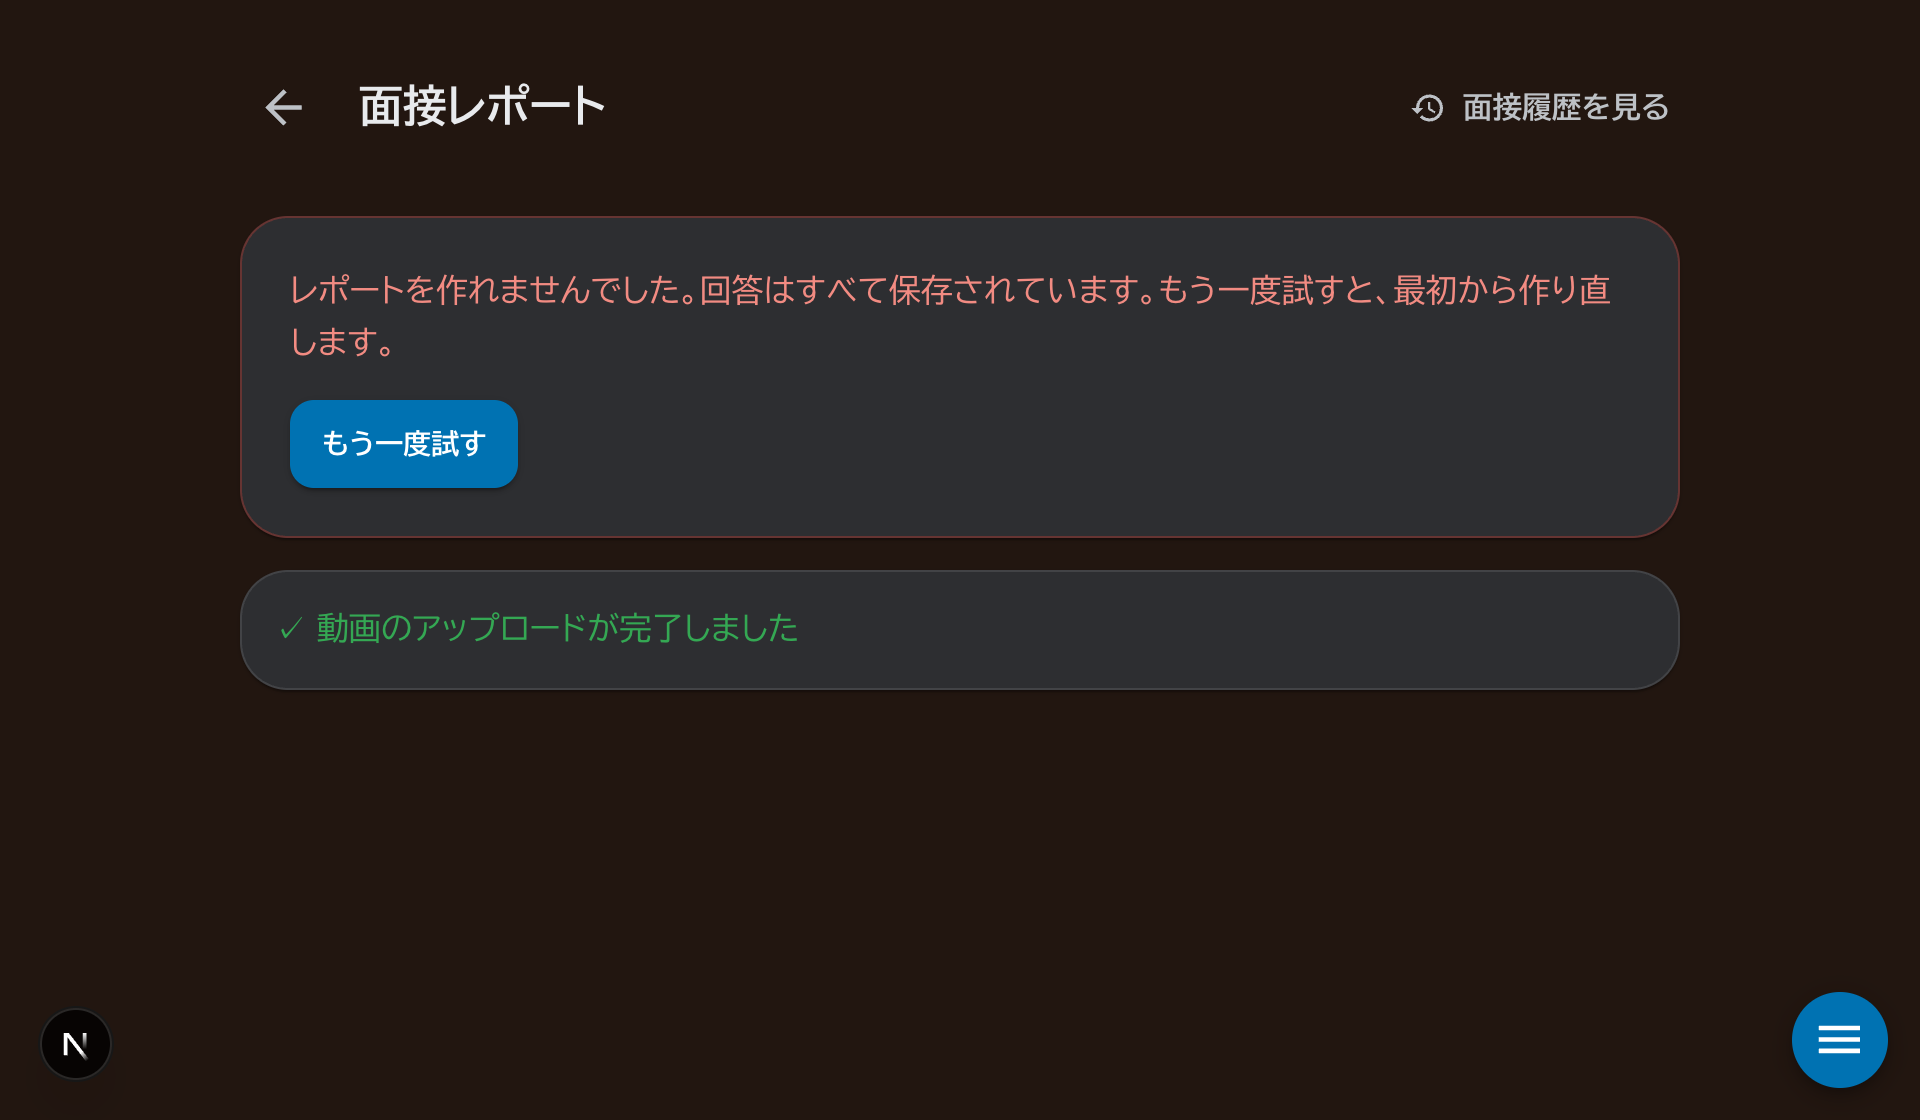 面接レポート
面接履歴を見る
レポートを作れませんでした。回答はすべて保存されています。もう一度試すと、最初から作り直
します。
もう一度試す
✓ 動画のアップロードが完了しました
N